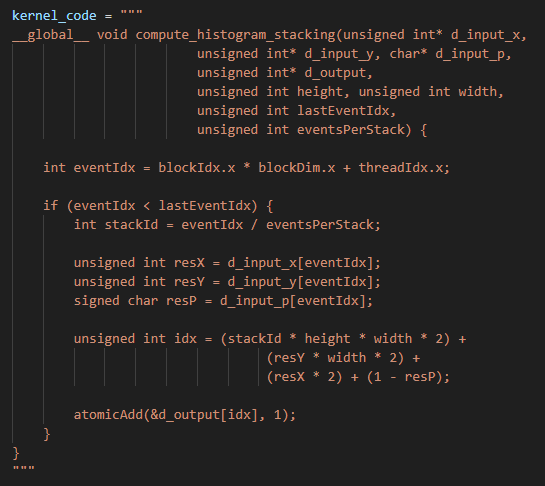 kernel_code = """
__global__ void compute_histogram_stacking(unsigned int* d_input_x,
unsigned int* d_input_y, char* d_input_p,
unsigned int* d_output,
unsigned int height, unsigned int width,
unsigned int lastEventIdx,
unsigned int eventsPerStack) {
int eventIdx = blockIdx.x * blockDim.x + threadIdx.x;
if (eventIdx < lastEventIdx) {
int stackId = eventIdx / eventsPerStack;
unsigned int resX = d_input_x[eventIdx];
unsigned int resY = d_input_y[eventIdx];
signed char resP = d_input_p[eventIdx];
unsigned int idx = (stackId * height * width * 2) +
(resY * width * 2) +
(resX * 2) + (1 - resP);
atomicAdd(&d_output[idx], 1);
}
}
"""